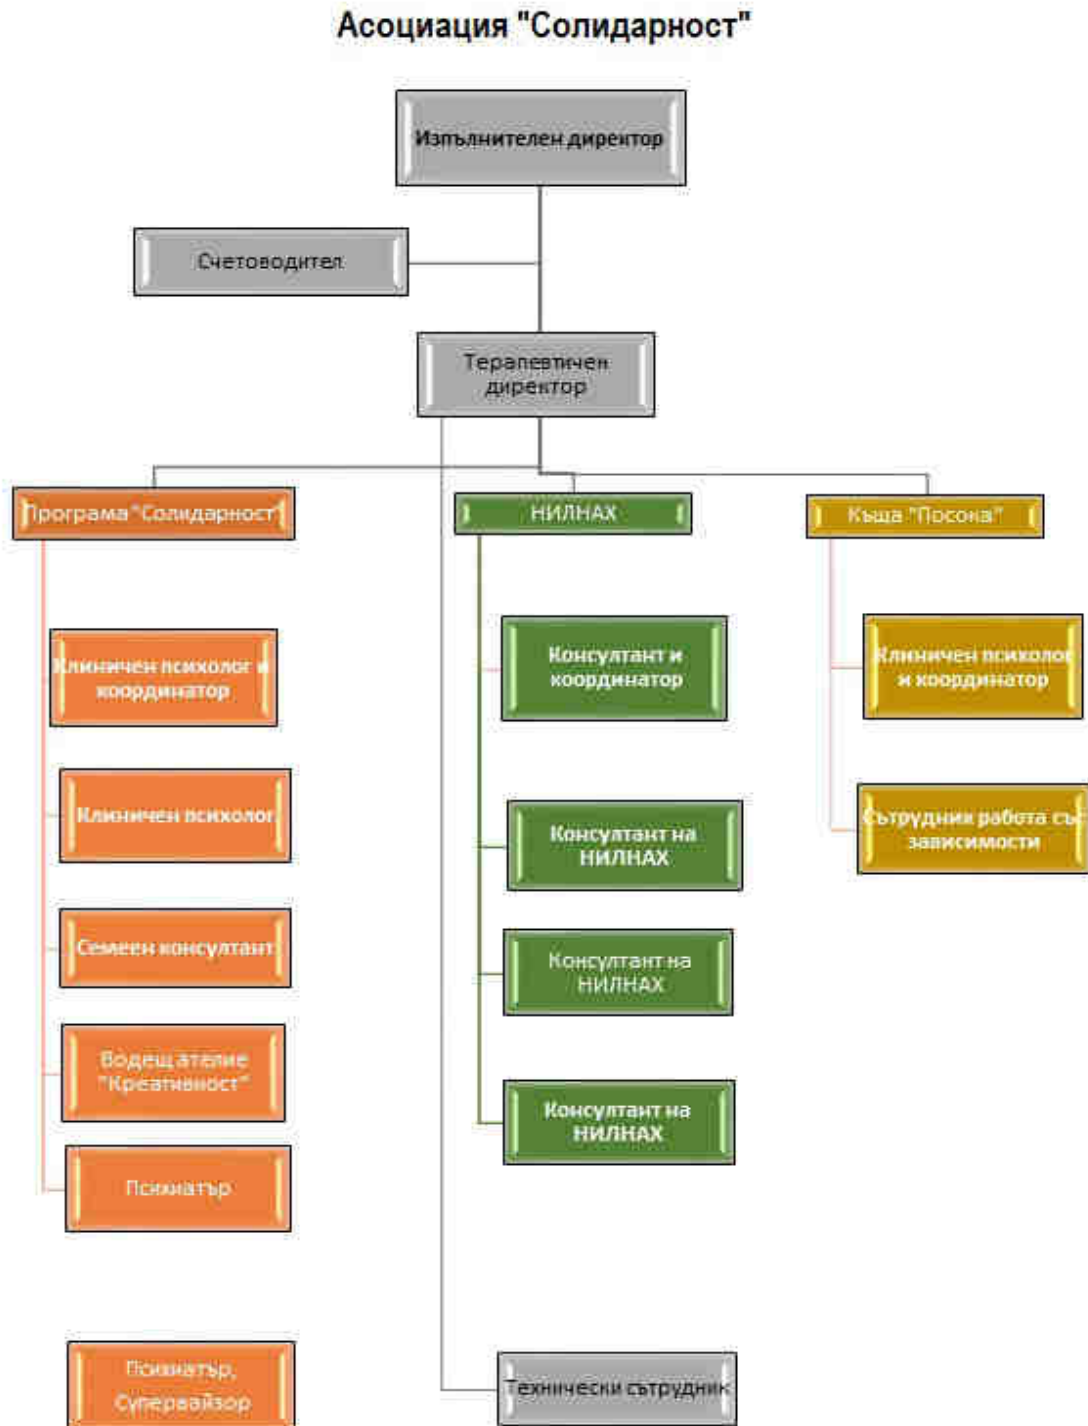 Асоциация "Солидарност"
Изпълнителен директор
Счетоводител
Терапевтичен
директор
Програма "Солидарност"
НИЛНАХ
Къща "Посока"
Клиничен психолог и
координатор
Клиничен психолог
Семеен консултант
Водещ ателие
"Креативност"
Психиатър
Психиатър,
Супервайзор
Консултант и
координатор
Консултант на
НИЛНАХ
Консултант на
НИЛНАХ
Консултант на
НИЛНАХ
Технически сътрудник
Клиничен психолог
и координатор
Сътрудник работа със
зависимости